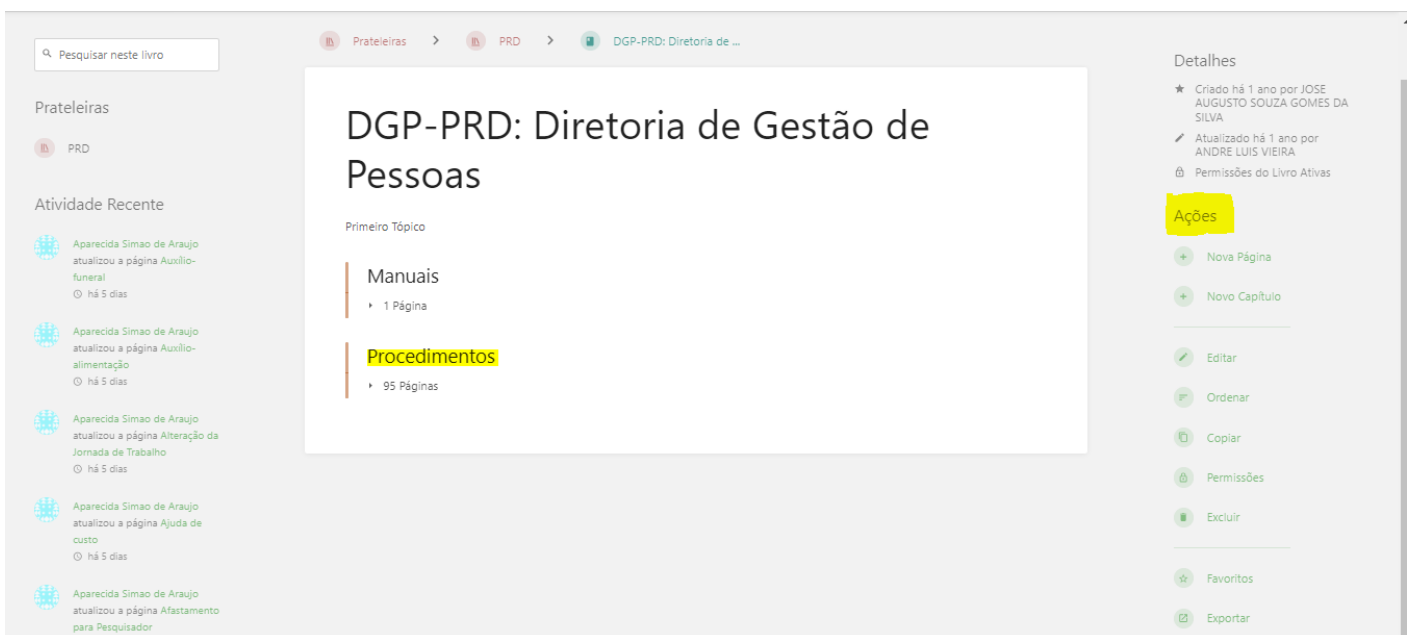 Pesquisar neste livro
Prateleiras
PRD
Atividade Recente
Aparecida Simao de Araujo
atualizou a página Auxílio-
funeral
há 5 dias
Aparecida Simao de Araujo
atualizou a página Auxílio-
alimentação
há 5 dias
Aparecida Simao de Araujo
atualizou a página Alteração da
Jornada de Trabalho
há 5 dias
Aparecida Simao de Araujo
atualizou a página Ajuda de
custo
há 5 dias
Aparecida Simao de Araujo
atualizou a página Afastamento
para Pesquisador
Prateleiras > PRD > DGP-PRD: Diretoria de ...
DGP-PRD: Diretoria de Gestão de
Pessoas
Primeiro Tópico
Manuais
1 Página
Procedimentos
95 Páginas
Detalhes
Criado há 1 ano por JOSE
AUGUSTO SOUZA GOMES DA
SILVA
Atualizado há 1 ano por
ANDRE LUIS VIEIRA
Permissões do Livro Ativas
Ações
Nova Página
Novo Capítulo
Editar
Ordenar
Copiar
Permissões
Excluir
Favoritos
Exportar